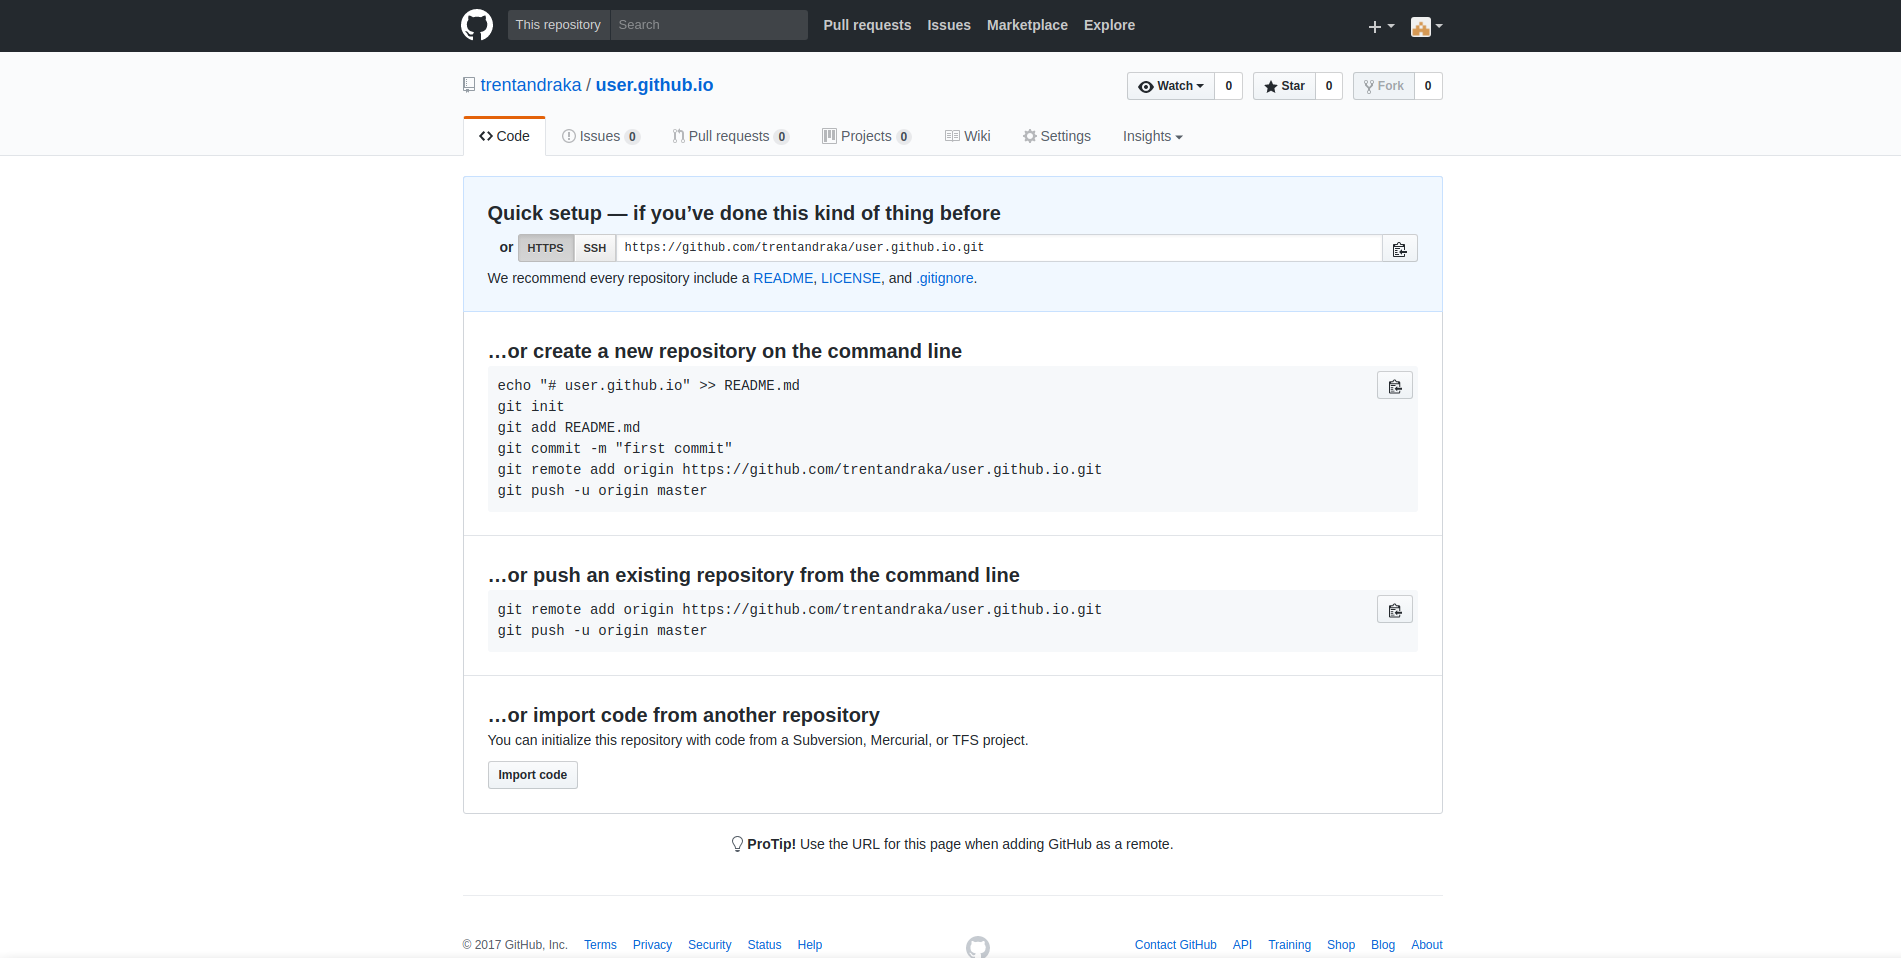 This repository Search Pull requests Issues Marketplace Explore
trentandraka / user.github.io Watch 0 Star 0 Fork 0
Code Issues 0 Pull requests 0 Projects 0 Wiki Settings Insights
Quick setup — if you’ve done this kind of thing before
or HTTPS SSH https://github.com/trentandraka/user.github.io.git
We recommend every repository include a README, LICENSE, and .gitignore.
…or create a new repository on the command line
echo "# user.github.io" >> README.md
git init
git add README.md
git commit -m "first commit"
git remote add origin https://github.com/trentandraka/user.github.io.git
git push -u origin master
…or push an existing repository from the command line
git remote add origin https://github.com/trentandraka/user.github.io.git
git push -u origin master
…or import code from another repository
You can initialize this repository with code from a Subversion, Mercurial, or TFS project.
Import code
ProTip! Use the URL for this page when adding GitHub as a remote.
© 2017 GitHub, Inc. Terms Privacy Security Status Help Contact GitHub API Training Shop Blog About